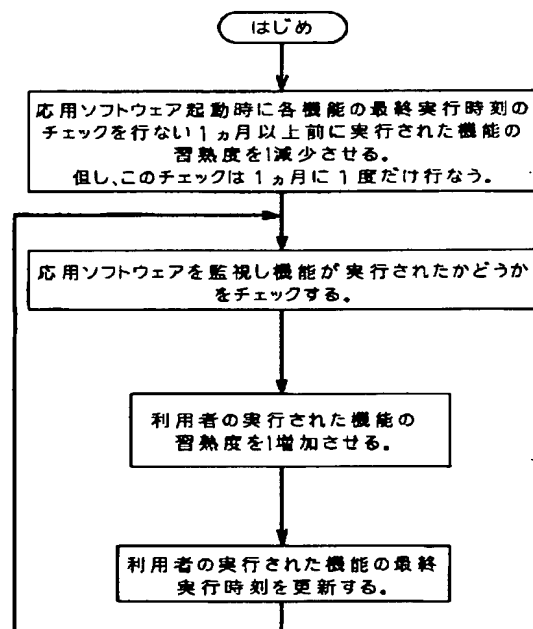 はじめ
応用ソフトウェア起動時に各機能の最終実行時刻の
チェックを行ない1ヵ月以上前に実行された機能の
習熟度を1減少させる。
但し、このチェックは1ヵ月に1度だけ行なう。
応用ソフトウェアを監視し機能が実行されたかどうか
をチェックする。
利用者の実行された機能の
習熟度を1増加させる。
利用者の実行された機能の最終
実行時刻を更新する。